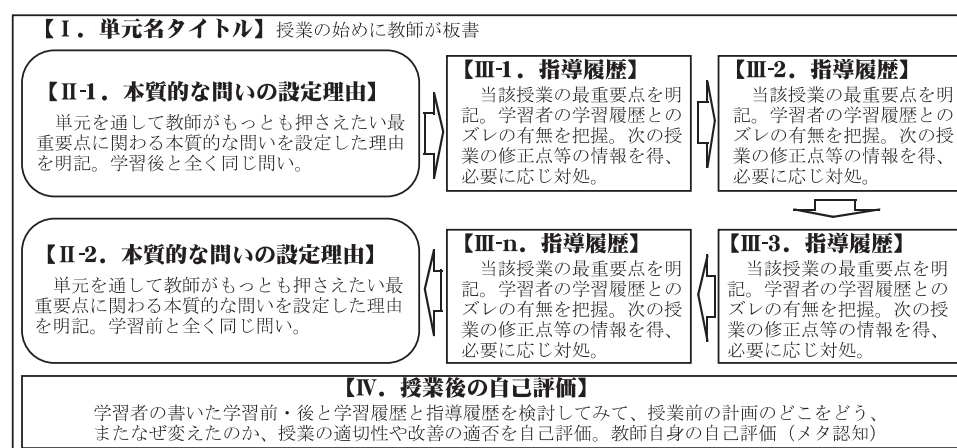 【Ⅰ．単元名タイトル】授業の始めに教師が板書
【Ⅱ-1．本質的な問いの設定理由】
単元を通して教師がもっとも押さえたい最
重要点に関わる本質的な問いを設定した理由
を明記。学習後と全く同じ問い。
【Ⅲ-1．指導履歴】
当該授業の最重要点を明
記。学習者の学習履歴との
ズレの有無を把握。次の授
業の修正点等の情報を得、
必要に応じ対処。
【Ⅲ-2．指導履歴】
当該授業の最重要点を明
記。学習者の学習履歴との
ズレの有無を把握。次の授
業の修正点等の情報を得、
必要に応じ対処。
【Ⅲ-3．指導履歴】
当該授業の最重要点を明
記。学習者の学習履歴との
ズレの有無を把握。次の授
業の修正点等の情報を得、
必要に応じ対処。
【Ⅲ-n．指導履歴】
当該授業の最重要点を明
記。学習者の学習履歴との
ズレの有無を把握。次の授
業の修正点等の情報を得、
必要に応じ対処。
【Ⅱ-2．本質的な問いの設定理由】
単元を通して教師がもっとも押さえたい最
重要点に関わる本質的な問いを設定した理由
を明記。学習前と全く同じ問い。
【Ⅳ．授業後の自己評価】
学習者の書いた学習前・後と学習履歴と指導履歴を検討してみて、授業前の計画のどこをどう、
またなぜ変えたのか、授業の適切性や改善の適否を自己評価。教師自身の自己評価（メタ認知）